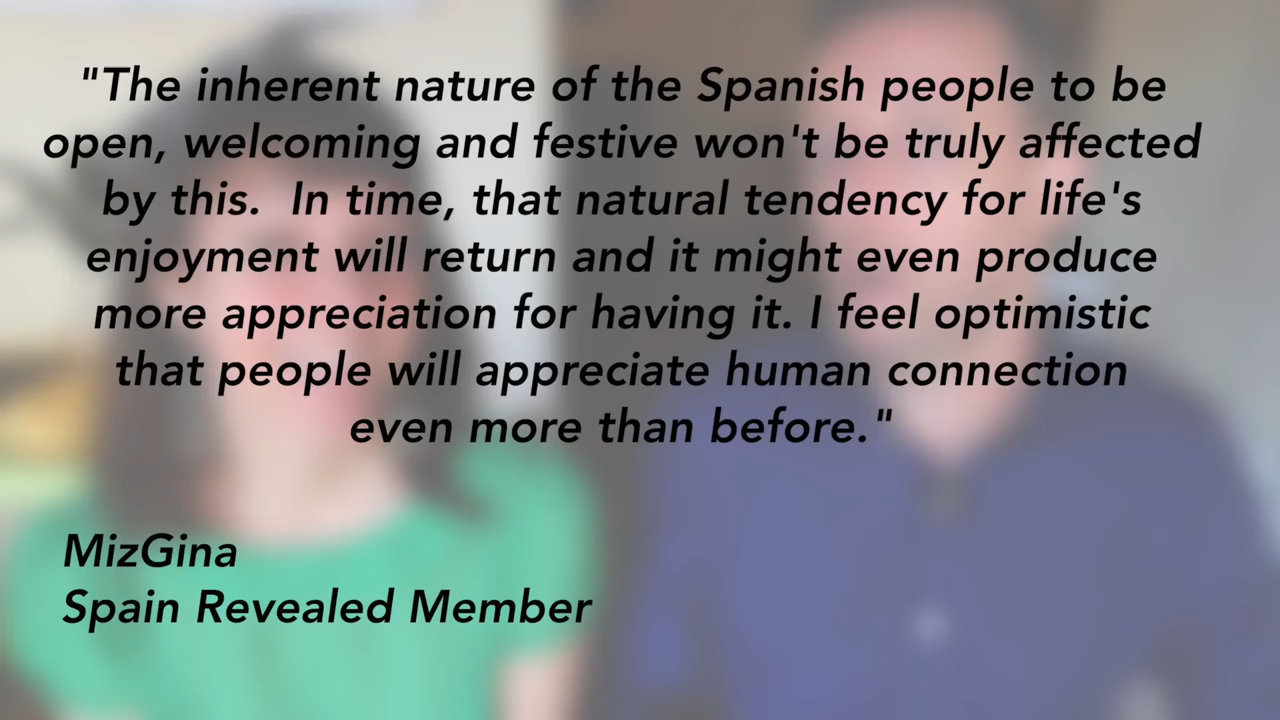 "The inherent nature of the Spanish people to be
open, welcoming and festive won't be truly affected
by this.  In time, that natural tendency for life's
enjoyment will return and it might even produce
more appreciation for having it. I feel optimistic
that people will appreciate human connection
even more than before."
MizGina
Spain Revealed Member